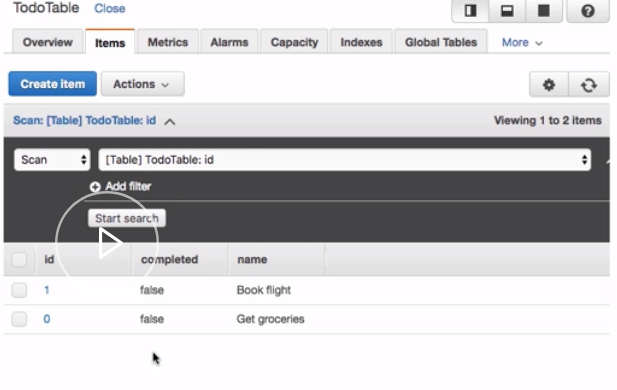 TodoTable Close
Overview Items Metrics Alarms Capacity Indexes Global Tables More
Create item Actions
Scan: [Table] TodoTable: id Viewing 1 to 2 items
Scan [Table] TodoTable: id
Add filter
Start search
id completed name
1 false Book flight
0 false Get groceries